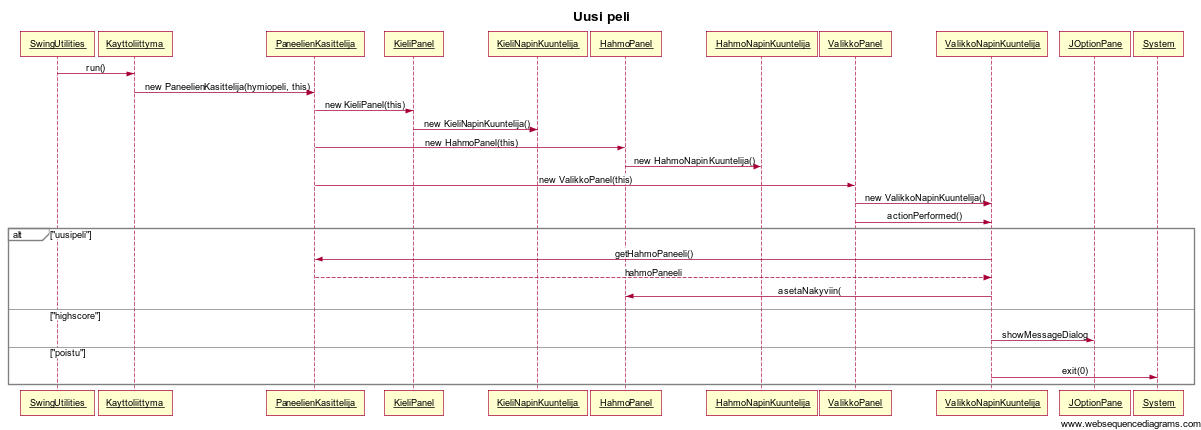 Uusi peli
SwingUtilities Kayttoliittyma PaneelienKasittelija KieliPanel KieliNapinKuuntelija HahmoPanel HahmoNapinKuuntelija ValikkoPanel ValikkoNapinKuuntelija JOptionPane System
run()
new PaneelienKasittelija(hymiopeli, this)
new KieliPanel(this)
new KieliNapinKuuntelija()
new HahmoPanel(this)
new HahmoNapinKuuntelija()
new ValikkoPanel(this)
new ValikkoNapinKuuntelija()
actionPerformed()
alt ["uusipeli"]
getHahmoPaneeli()
hahmoPaneeli
asetaNakyviin(
["highscore"]
showMessageDialog
["poistu"]
exit(0)
SwingUtilities Kayttoliittyma PaneelienKasittelija KieliPanel KieliNapinKuuntelija HahmoPanel HahmoNapinKuuntelija ValikkoPanel ValikkoNapinKuuntelija JOptionPane System
www.websequencediagrams.com